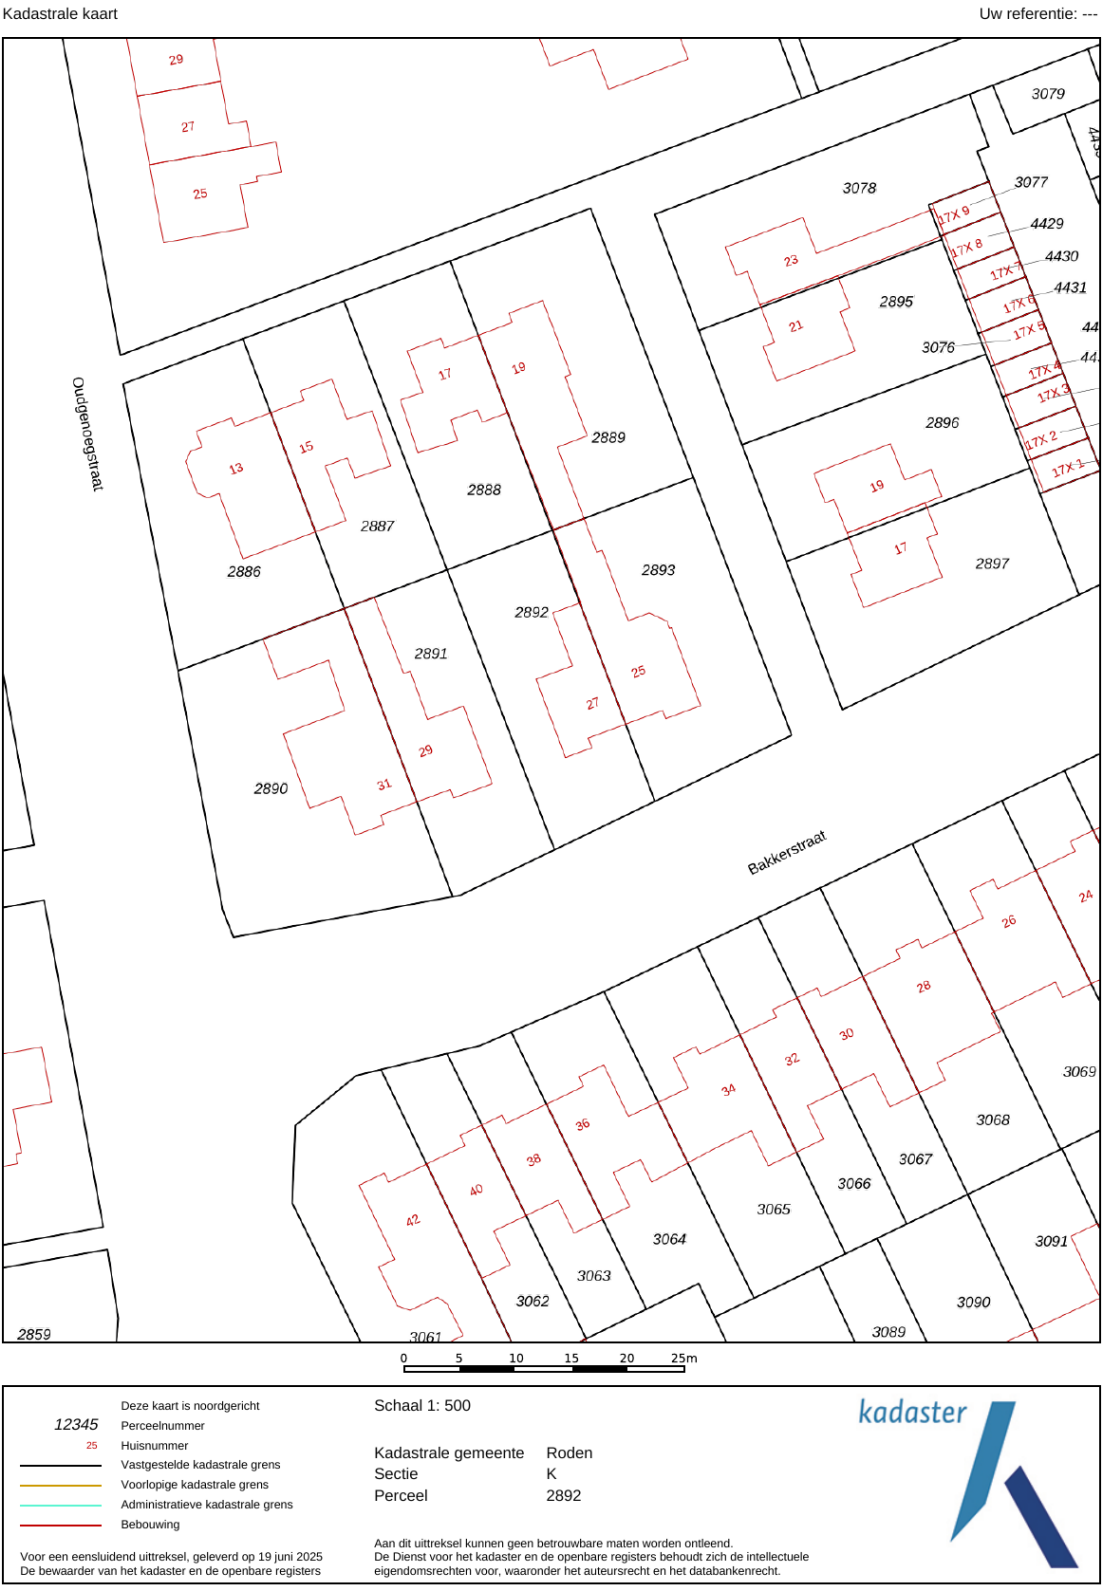 Kadastrale kaart
Uw referentie: ---
29
27
25
3079
3078
3077
17X 9
4429
17X 8
4430
17X 7
4431
17X 6
23
2895
21
17X 5
3076
17X 4
17X 3
17X 2
17X 1
Oudgenoegstraat
17
19
2889
2896
15
13
2888
19
2887
17
2886
2893
2897
2892
2891
25
27
29
31
2890
Bakkerstraat
24
26
28
30
32
34
36
38
40
42
3069
3068
3067
3066
3065
3064
3063
3062
3061
3091
3090
3089
2859
0 5 10 15 20 25m
Deze kaart is noordgericht
12345 Perceelnummer
25 Huisnummer
Vastgestelde kadastrale grens
Voorlopige kadastrale grens
Administratieve kadastrale grens
Bebouwing
Voor een eensluidend uittreksel, geleverd op 19 juni 2025
De bewaarder van het kadaster en de openbare registers
Schaal 1: 500
Kadastrale gemeente Roden
Sectie K
Perceel 2892
Aan dit uittreksel kunnen geen betrouwbare maten worden ontleend.
De Dienst voor het kadaster en de openbare registers behoudt zich de intellectuele
eigendomsrechten voor, waaronder het auteursrecht en het databankenrecht.
kadaster